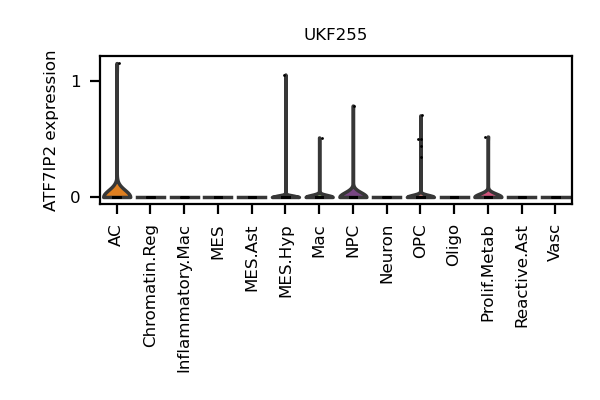 UKF255
ATF7IP2 expression
1
0
AC
Chromatin.Reg
Inflammatory.Mac
MES
MES.Ast
MES.Hyp
Mac
NPC
Neuron
OPC
Oligo
Prolif.Metab
Reactive.Ast
Vasc